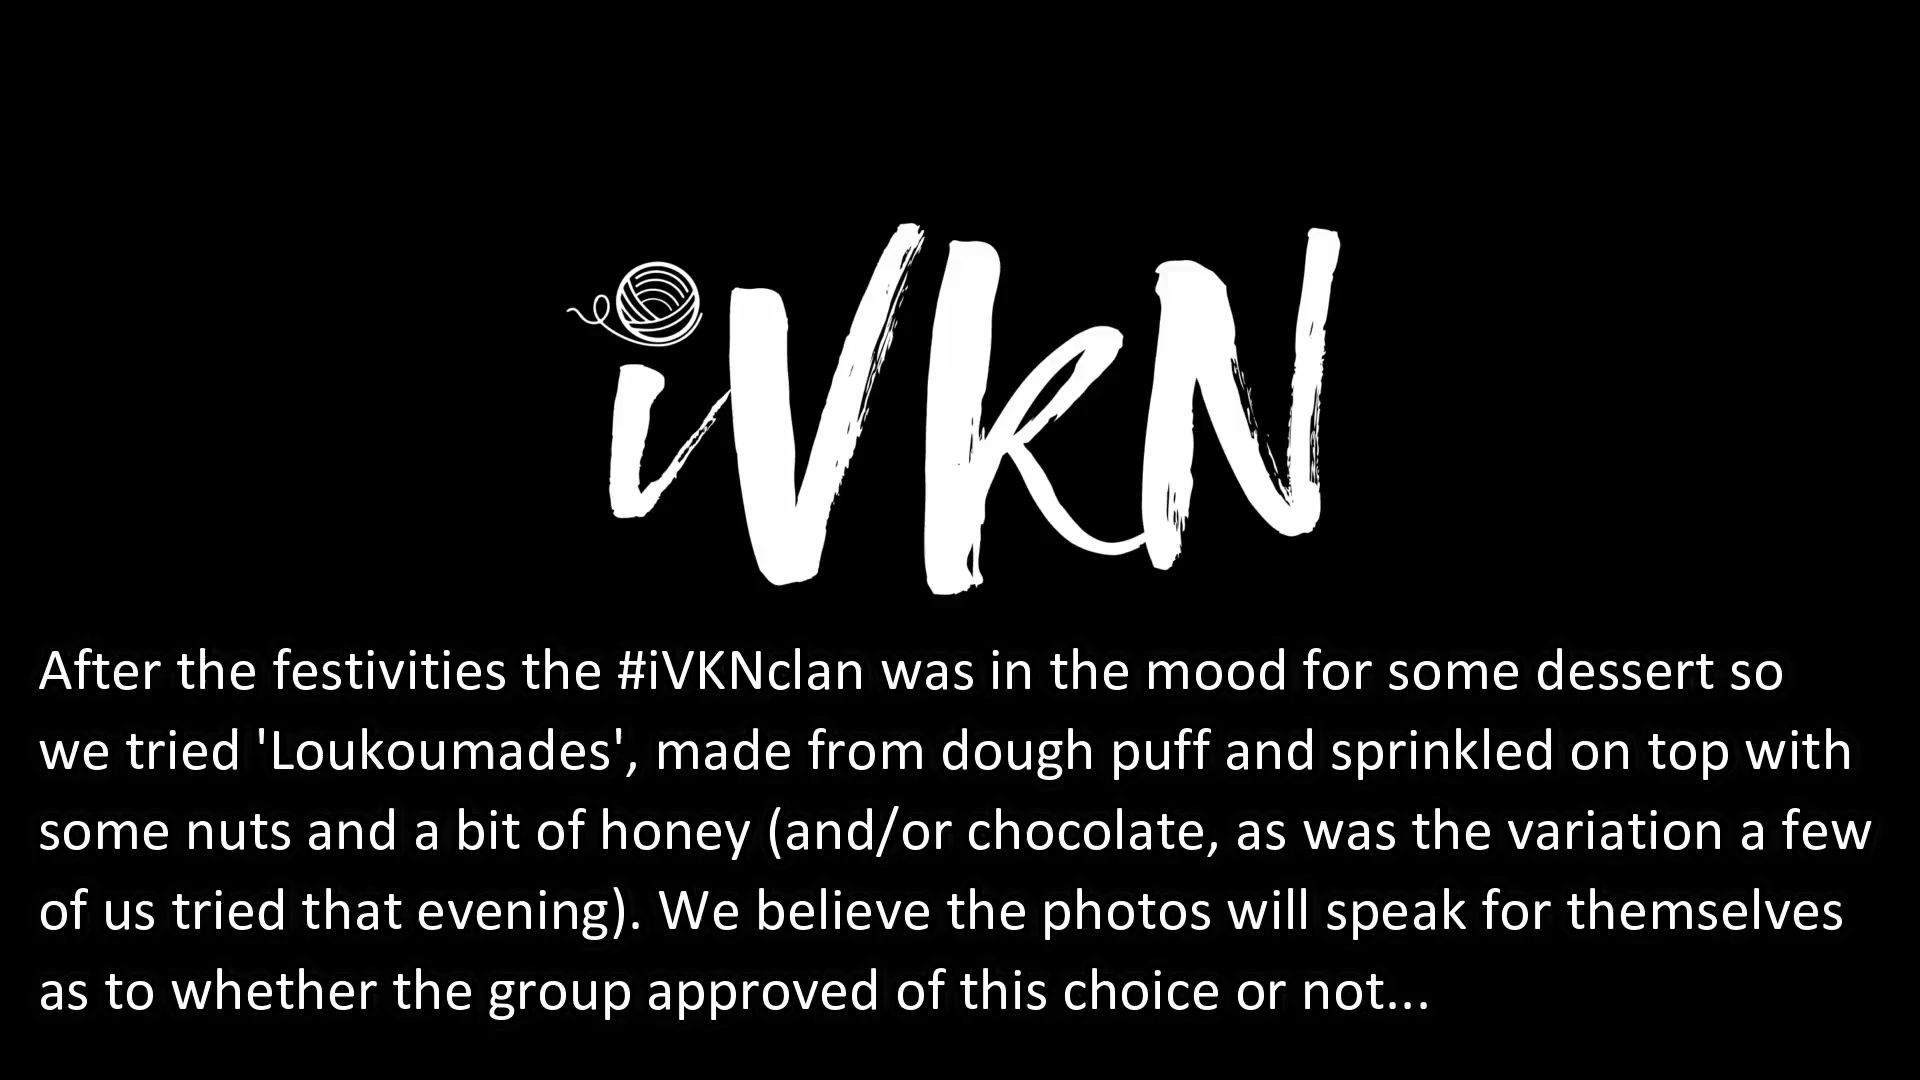 iVKN
After the festivities the #iVKNclan was in the mood for some dessert so
we tried 'Loukoumades', made from dough puff and sprinkled on top with
some nuts and a bit of honey (and/or chocolate, as was the variation a few
of us tried that evening). We believe the photos will speak for themselves
as to whether the group approved of this choice or not...